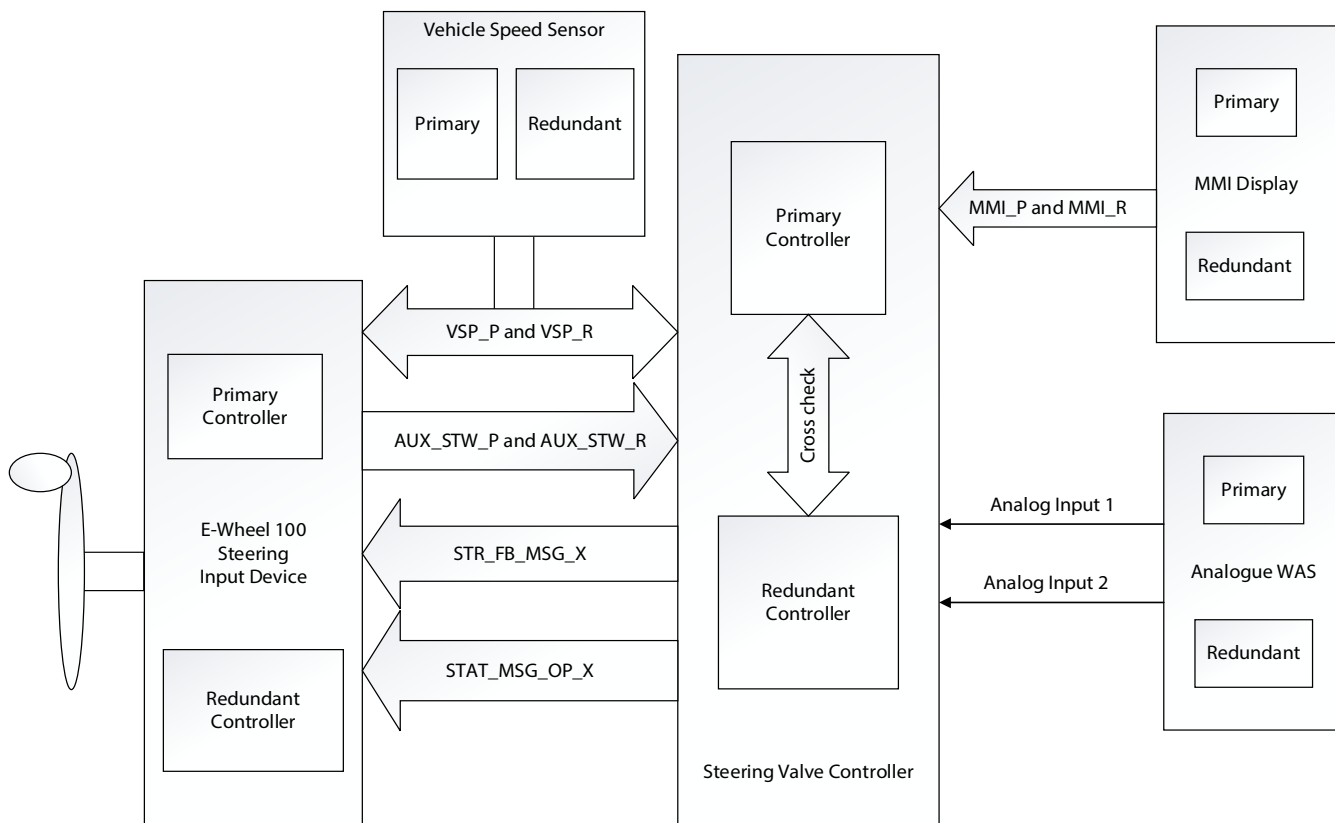 Vehicle Speed Sensor
Primary
Redundant
VSP_P and VSP_R
Primary
Controller
AUX_STW_P and AUX_STW_R
E-Wheel 100
Steering
Input Device
STR_FB_MSG_X
STAT_MSG_OP_X
Redundant
Controller
Primary
Controller
Cross check
Redundant
Controller
Steering Valve Controller
MMI_P and MMI_R
Primary
MMI Display
Redundant
Analog Input 1
Analog Input 2
Primary
Analogue WAS
Redundant